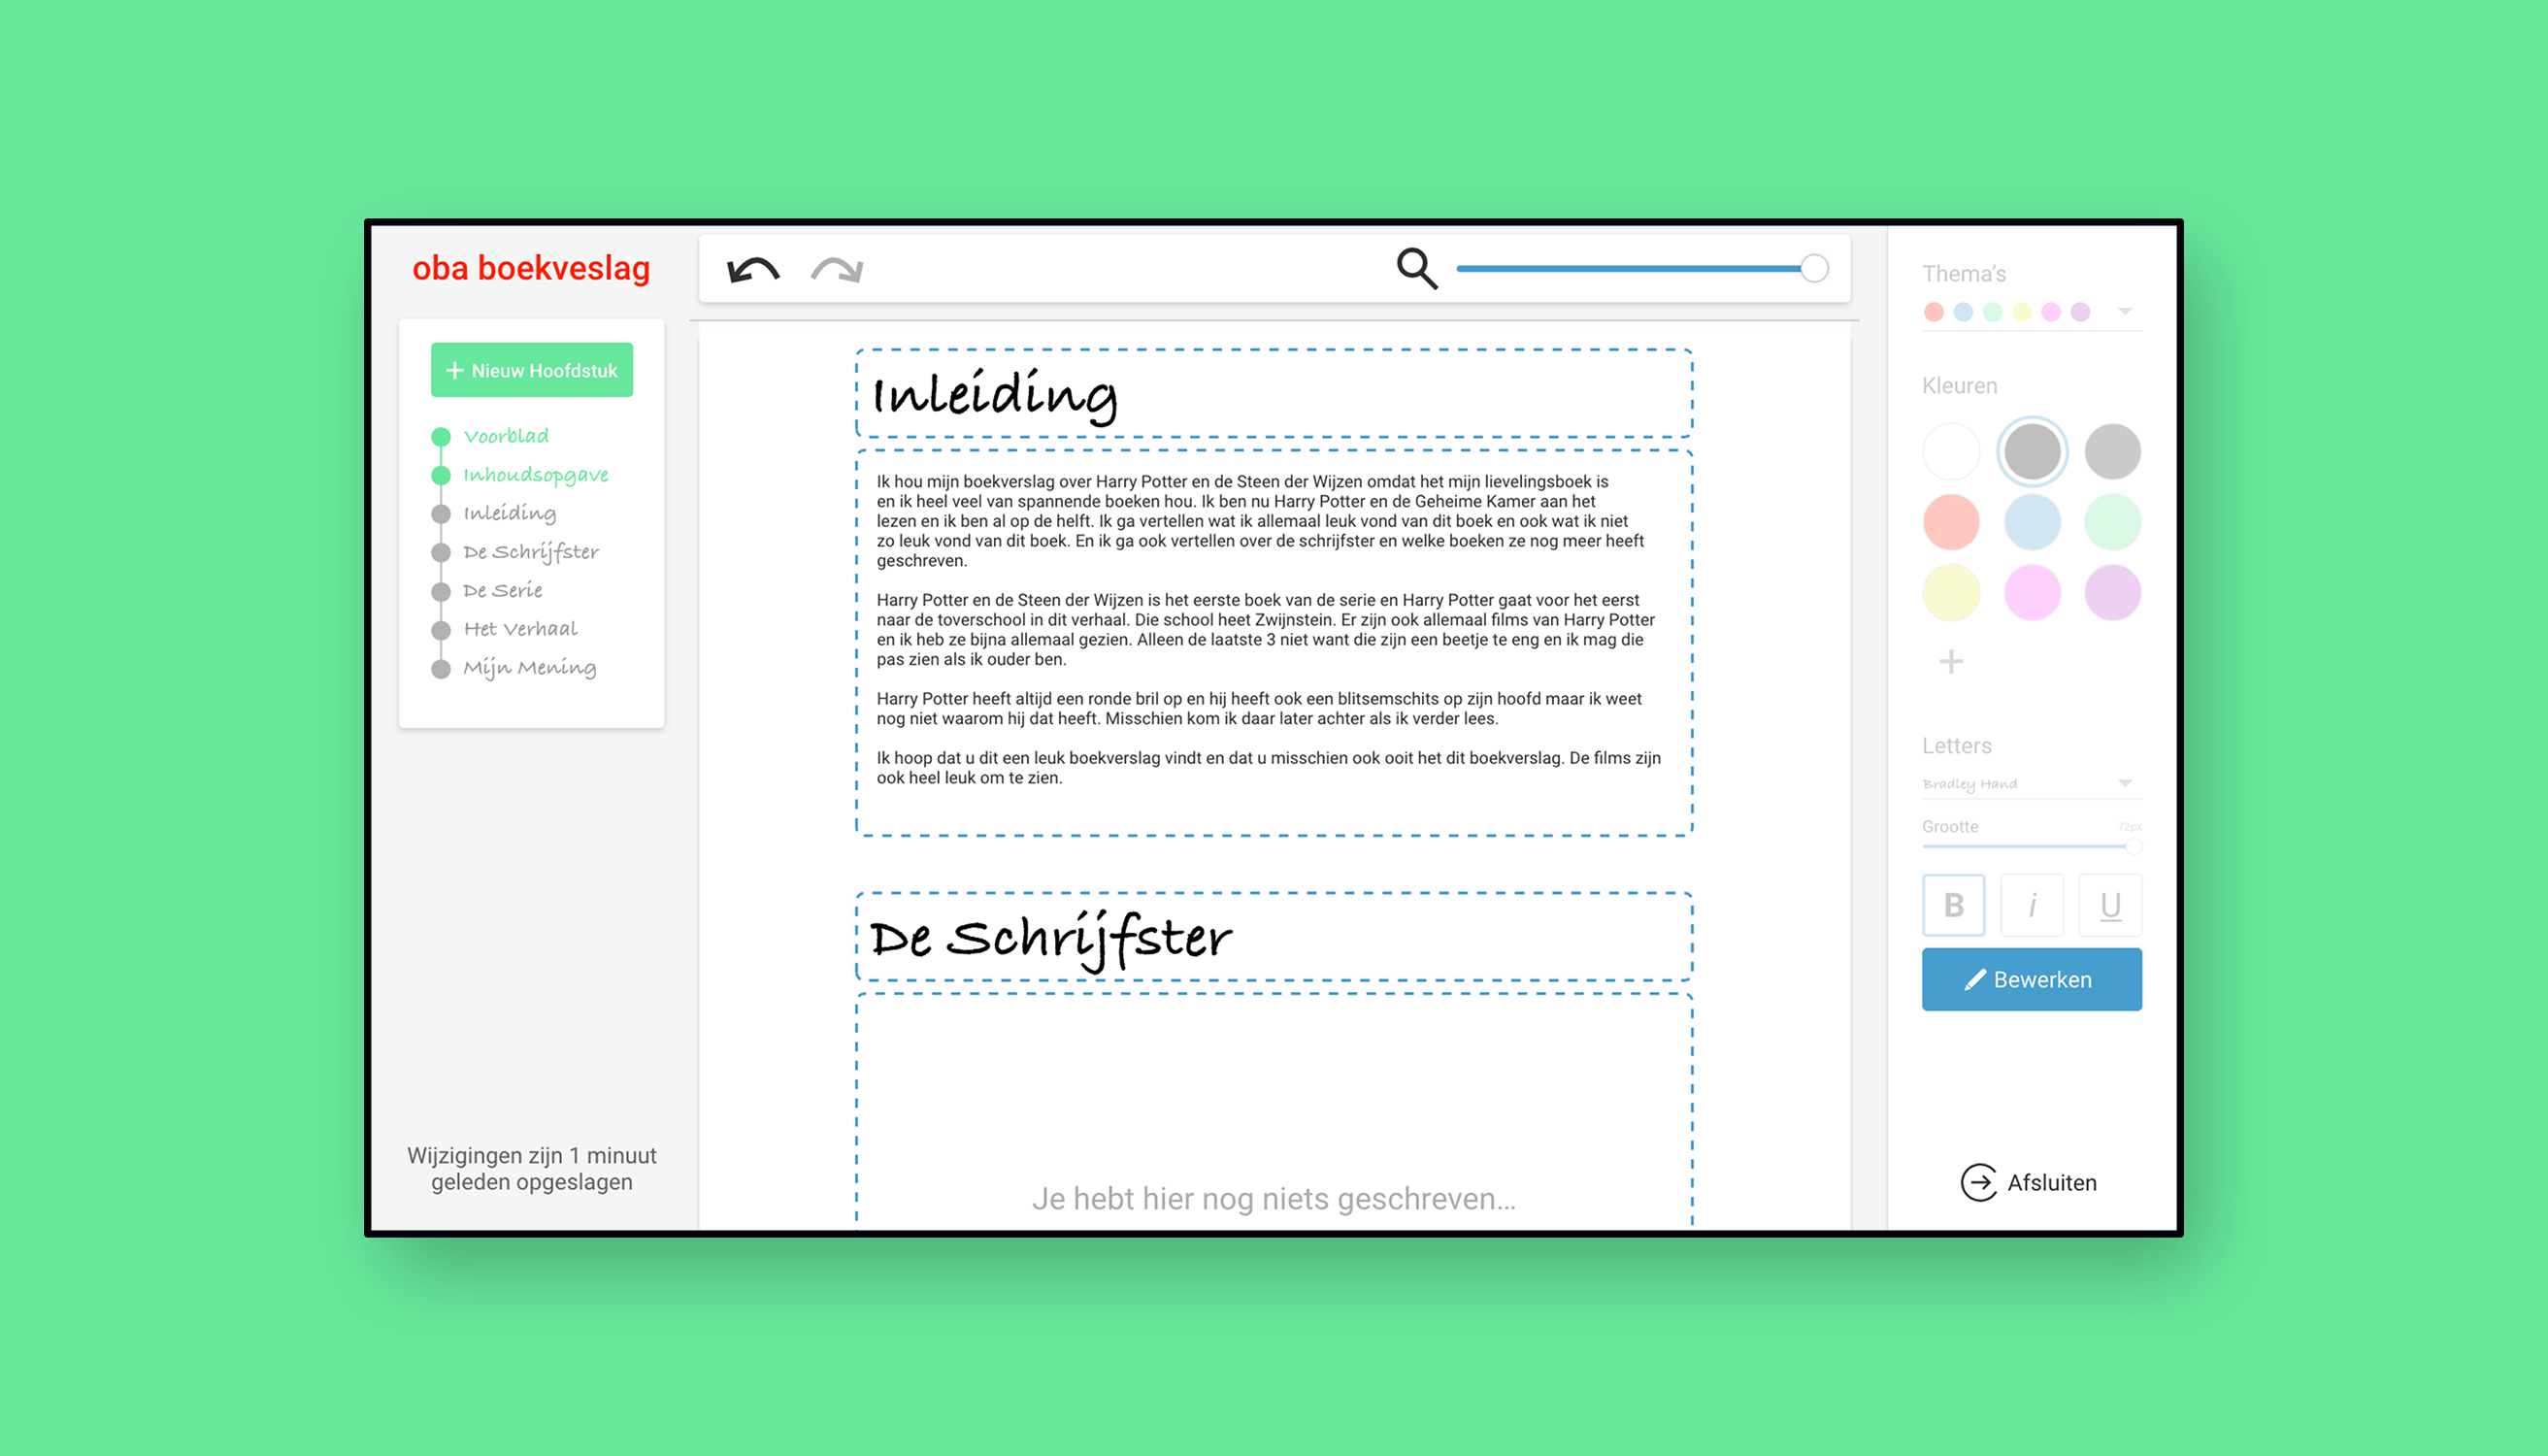 oba boekveslag
Nieuw Hoofdstuk
Voorblad
Inhoudsopgave
Inleiding
De Schrijfster
De Serie
Het Verhaal
Mijn Mening
Wijzigingen zijn 1 minuut
geleden opgeslagen
Inleiding
Ik hou mijn boekverslag over Harry Potter en de Steen der Wijzen omdat het mijn lievelingsboek is
en ik heel veel van spannende boeken hou. Ik ben nu Harry Potter en de Geheime Kamer aan het
lezen en ik ben al op de helft. Ik ga vertellen wat ik allemaal leuk vond van dit boek en ook wat ik niet
zo leuk vond van dit boek. En ik ga ook vertellen over de schrijfster en welke boeken ze nog meer heeft
geschreven.
Harry Potter en de Steen der Wijzen is het eerste boek van de serie en Harry Potter gaat voor het eerst
naar de toverschool in dit verhaal. Die school heet Zwijnstein. Er zijn ook allemaal films van Harry Potter
en ik heb ze bijna allemaal gezien. Alleen de laatste 3 niet want die zijn een beetje te eng en ik mag die
pas zien als ik ouder ben.
Harry Potter heeft altijd een ronde bril op en hij heeft ook een blitsemschits op zijn hoofd maar ik weet
nog niet waarom hij dat heeft. Misschien kom ik daar later achter als ik verder lees.
Ik hoop dat u dit een leuk boekverslag vindt en dat u misschien ook ooit het dit boekverslag. De films zijn
ook heel leuk om te zien.
De Schrijfster
Je hebt hier nog niets geschreven...
Thema's
Kleuren
Letters
Bradley Hand
Grootte 72px
B i U
Bewerken
Afsluiten